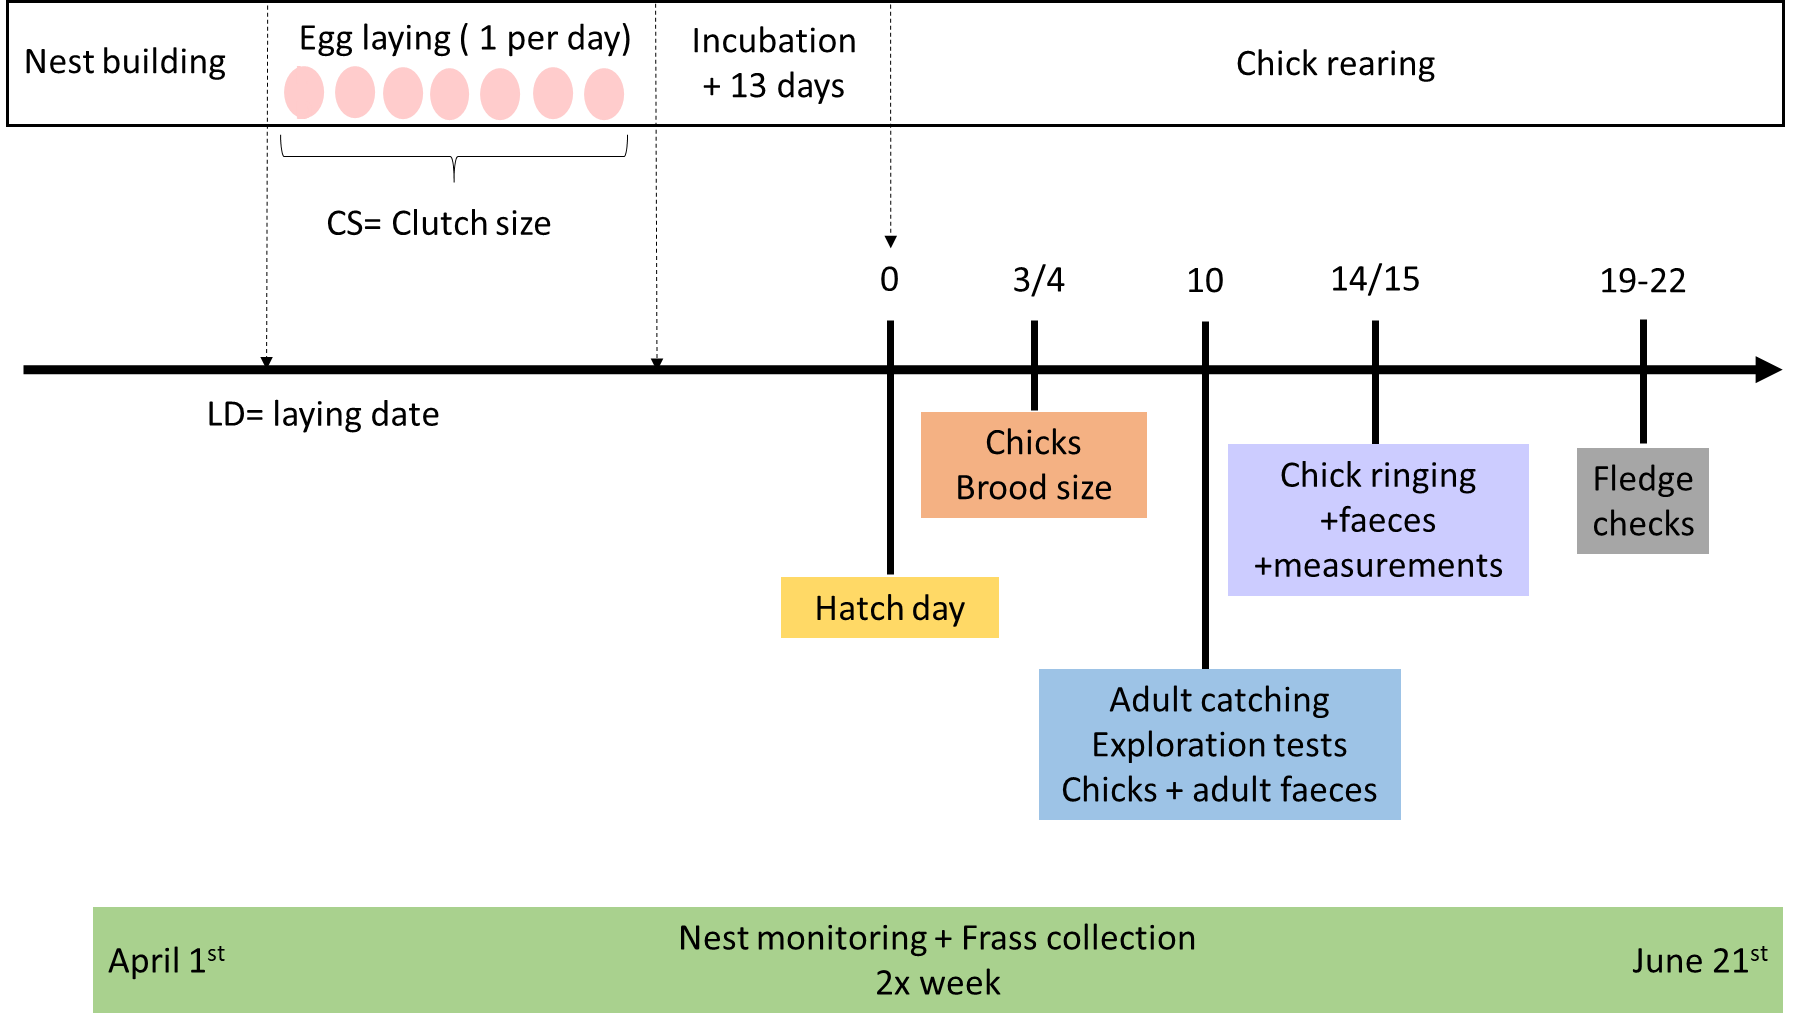 Nest building
Egg laying ( 1 per day)
Incubation
+ 13 days
Chick rearing
CS= Clutch size
0
3/4
10
14/15
19-22
LD= laying date
Chicks
Brood size
Chick ringing
+faeces
+measurements
Fledge
checks
Hatch day
Adult catching
Exploration tests
Chicks + adult faeces
April 1st
Nest monitoring + Frass collection
2x week
June 21st